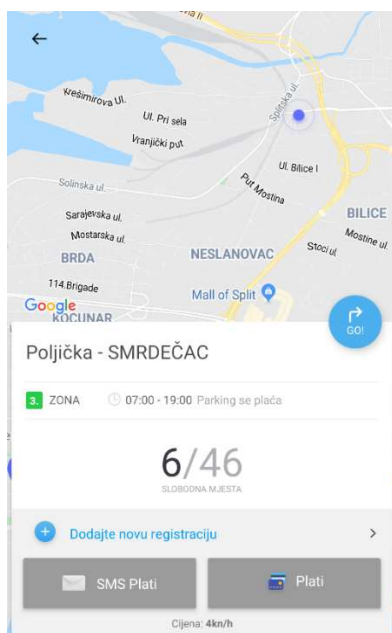 Splitska ul.
Krešimirova Ul.
Ul. Pri sela
Vranjički put
Ul. Bilice I
Solinska ul.
Put Mostina
Sarajevska ul.
BILICE
Mostarska ul.
Mostine ul.
Stoci ul.
BRDA
NESLANOVAC
114.Brigade
Mall of Split
Google
KOCUNAR
GO!
Poljička - SMRDEČAC
3. ZONA 07:00 - 19:00 Parking se plaća
6/46
SLOBODNA MJESTA
Dodajte novu registraciju
SMS Plati Plati
Cijena: 4kn/h